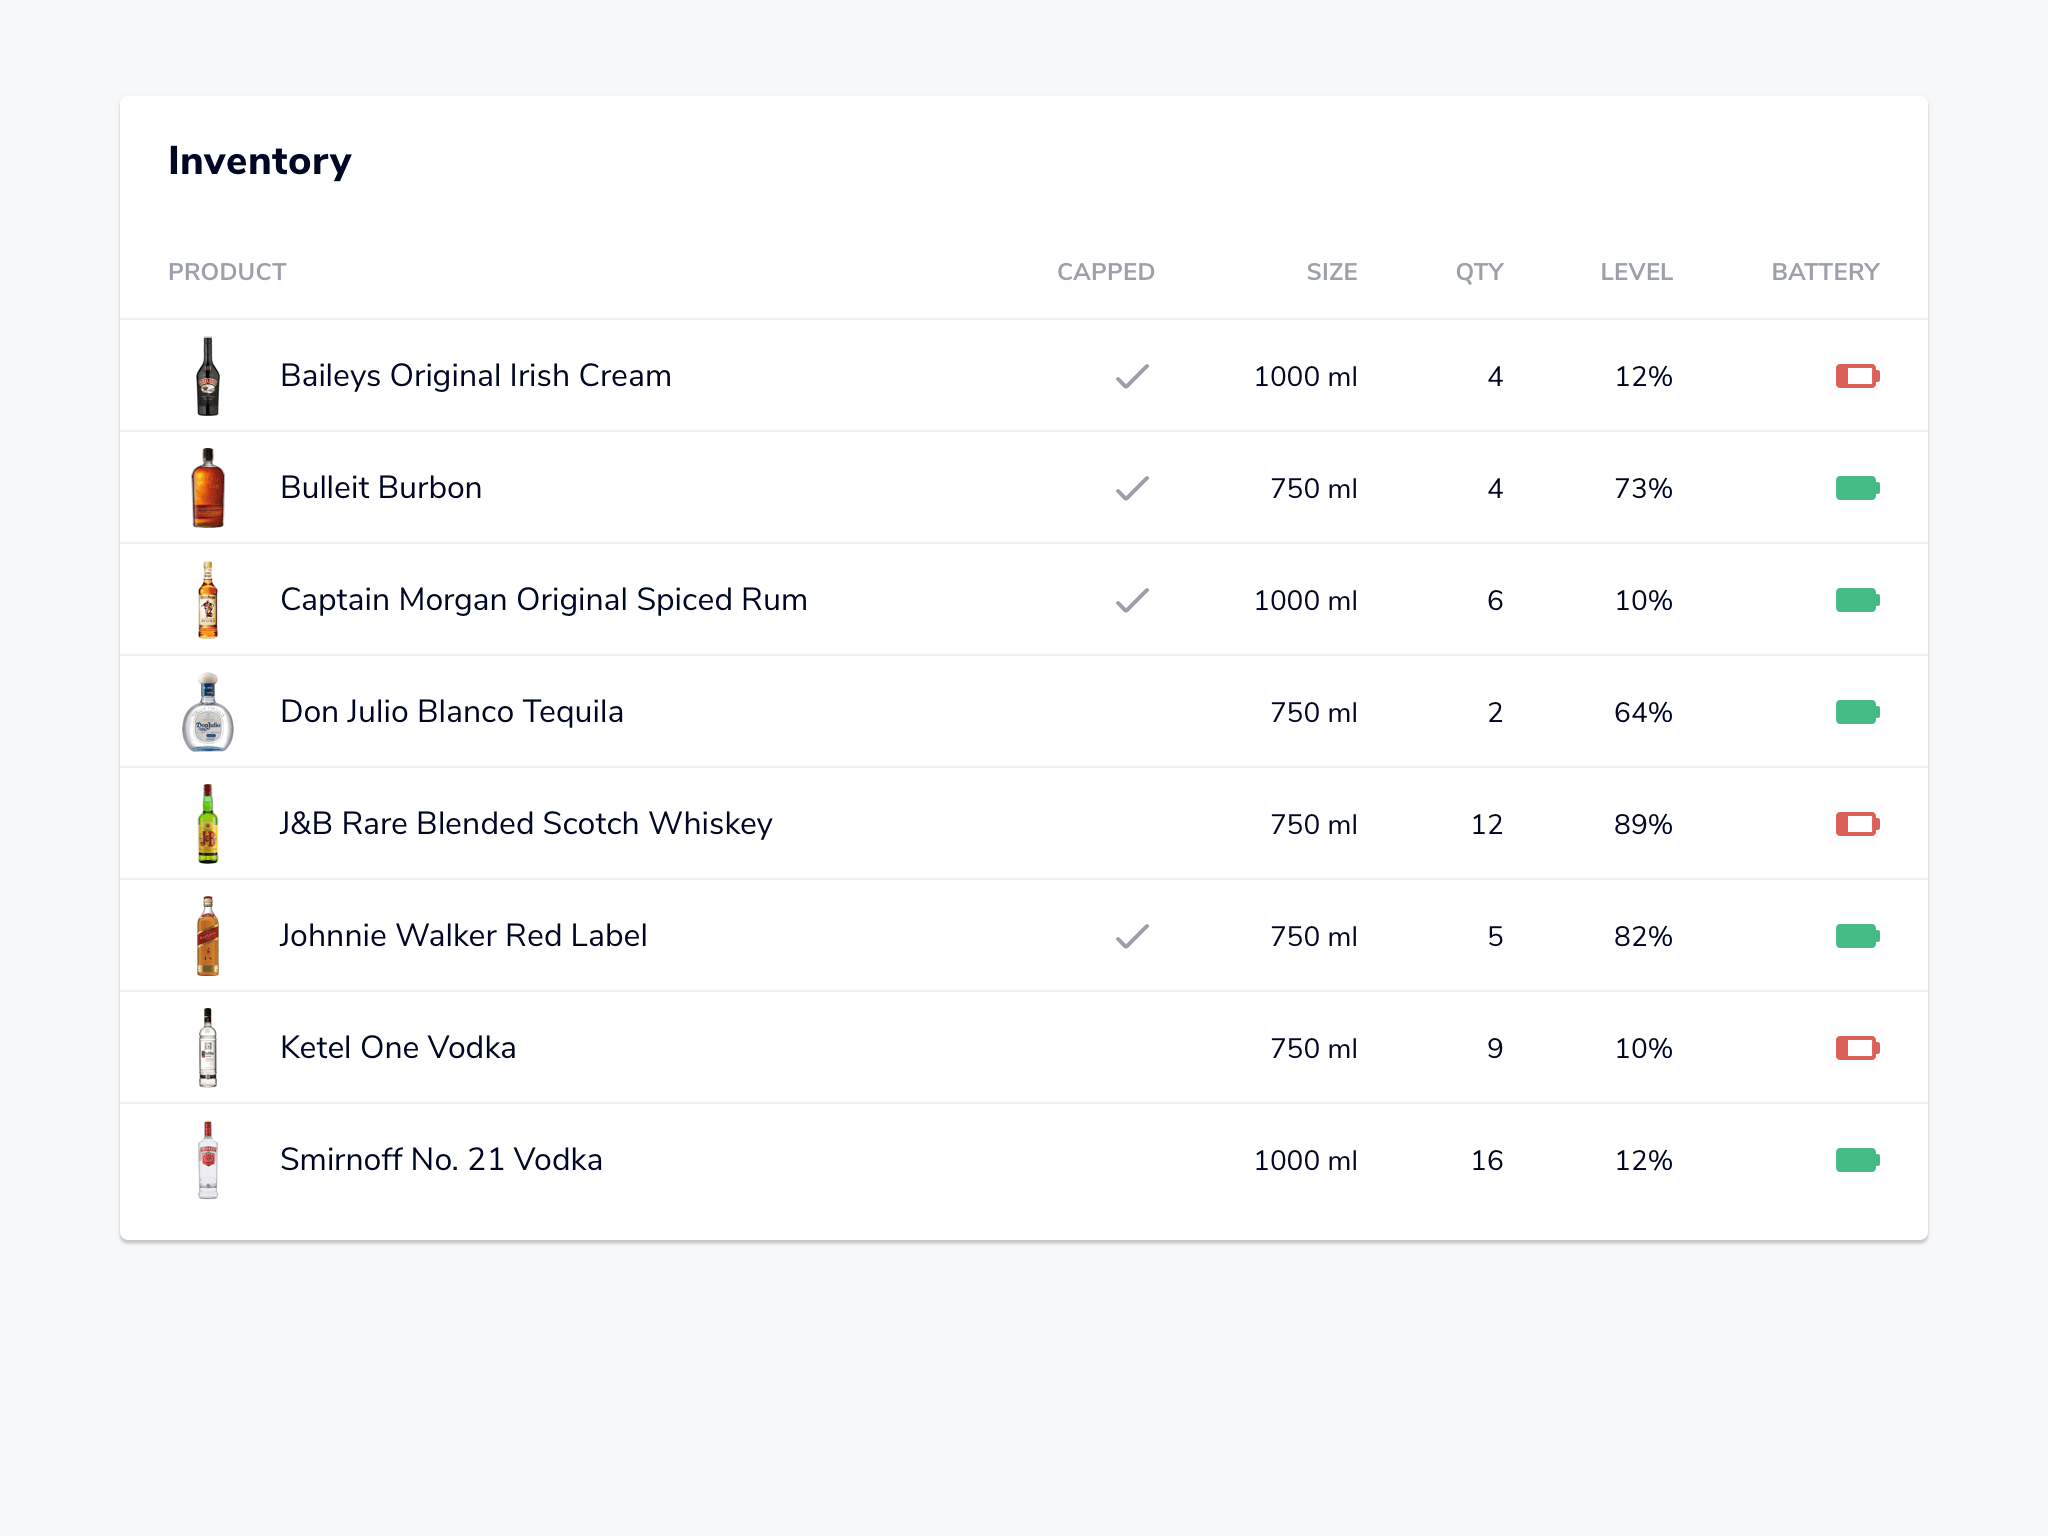 Inventory
PRODUCT CAPPED SIZE QTY LEVEL BATTERY
Baileys Original Irish Cream 1000 ml 4 12%
Bulleit Burbon 750 ml 4 73%
Captain Morgan Original Spiced Rum 1000 ml 6 10%
Don Julio Blanco Tequila 750 ml 2 64%
J&B Rare Blended Scotch Whiskey 750 ml 12 89%
Johnnie Walker Red Label 750 ml 5 82%
Ketel One Vodka 750 ml 9 10%
Smirnoff No. 21 Vodka 1000 ml 16 12%